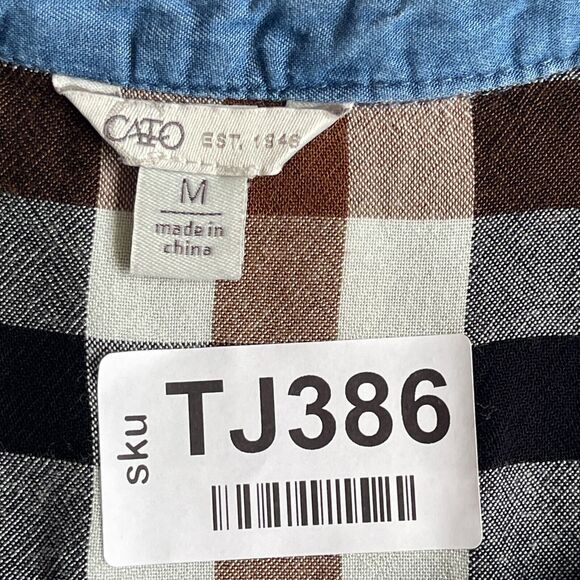 CATO EST. 1946
M
made in
china
sku TJ386